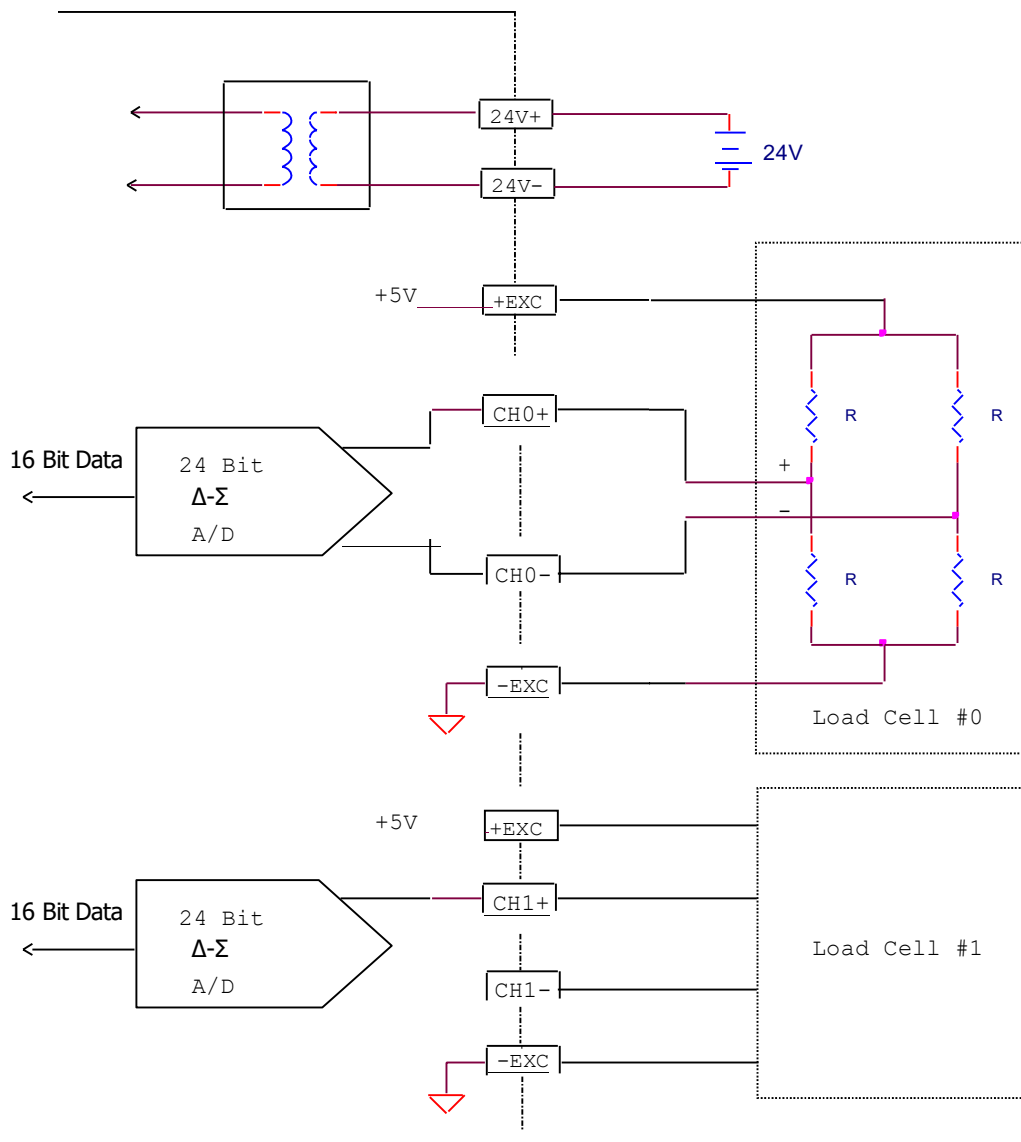 24V+
24V
24V-
+5V
+EXC
CH0+
R
R
16 Bit Data
24 Bit
Δ-Σ
A/D
+
-
CH0-
R
R
-EXC
Load Cell #0
+5V
+EXC
16 Bit Data
24 Bit
Δ-Σ
A/D
CH1+
Load Cell #1
CH1-
-EXC